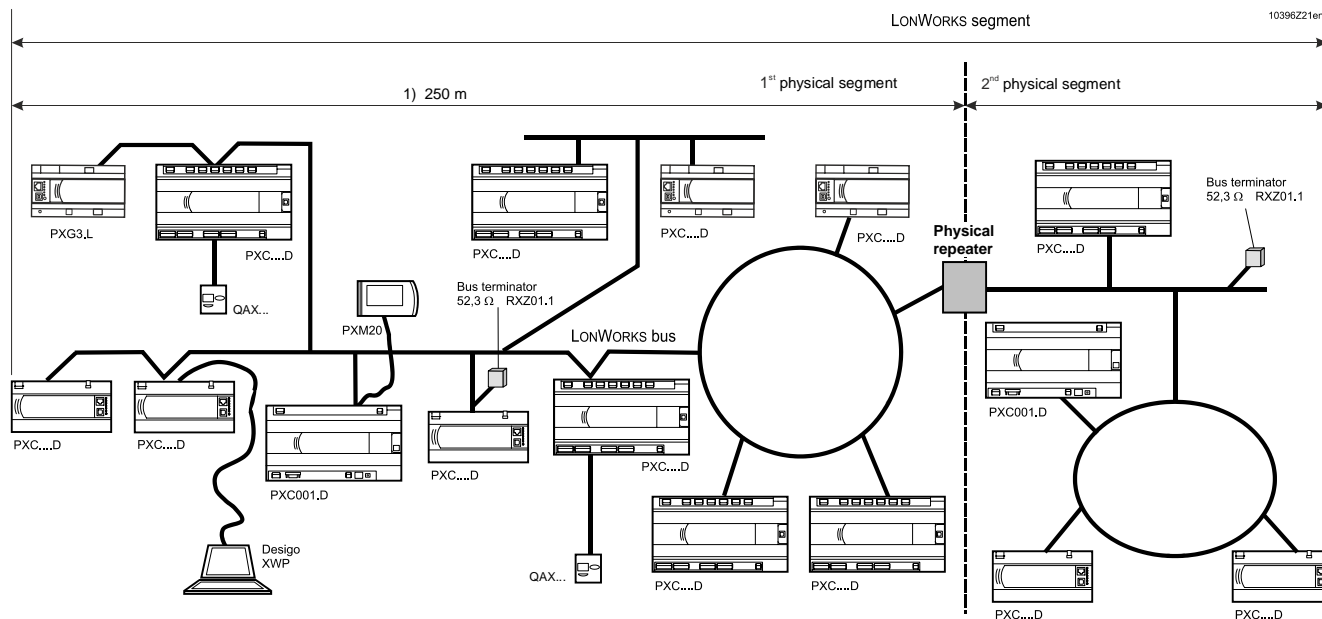 LONWORKS segment
10396Z21en
1) 250 m
1st physical segment
2nd physical segment
PXG3.L
PXC....D
QAX...
PXC....D
PXC....D
PXC....D
Physical
repeater
PXC....D
Bus terminator
52,3 Ω RXZ01.1
Bus terminator
52,3 Ω RXZ01.1
PXM20
LONWORKS bus
PXC....D
PXC....D
PXC001.D
PXC....D
PXC....D
PXC001.D
Desigo
XWP
QAX...
PXC....D
PXC....D
PXC....D
PXC....D